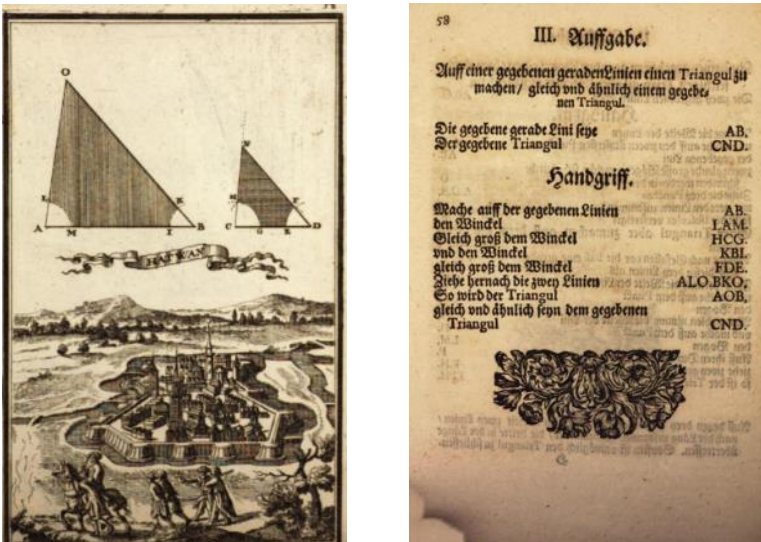 O
N
L K H F
A M I B C G E D
HATWAN
58
III. Auffgabe.
Auff einer gegebenen geraden Linien einen Triangul zu
machen / gleich vnd ähnlich einem gegebe-
nen Triangul.
Die gegebene gerade Lini seye AB.
Der gegebene Triangul CND.
Handgriff.
Mache auff der gegebenen Linien AB.
den Winckel LAM.
Gleich groß dem Winckel HCG.
vnd den Winckel KBI.
gleich groß dem Winckel FDE.
Ziehe hernach die zwey Linien ALO.BKO,
So wird der Triangul AOB,
gleich vnd ähnlich seyn dem gegebenen
Triangul CND.